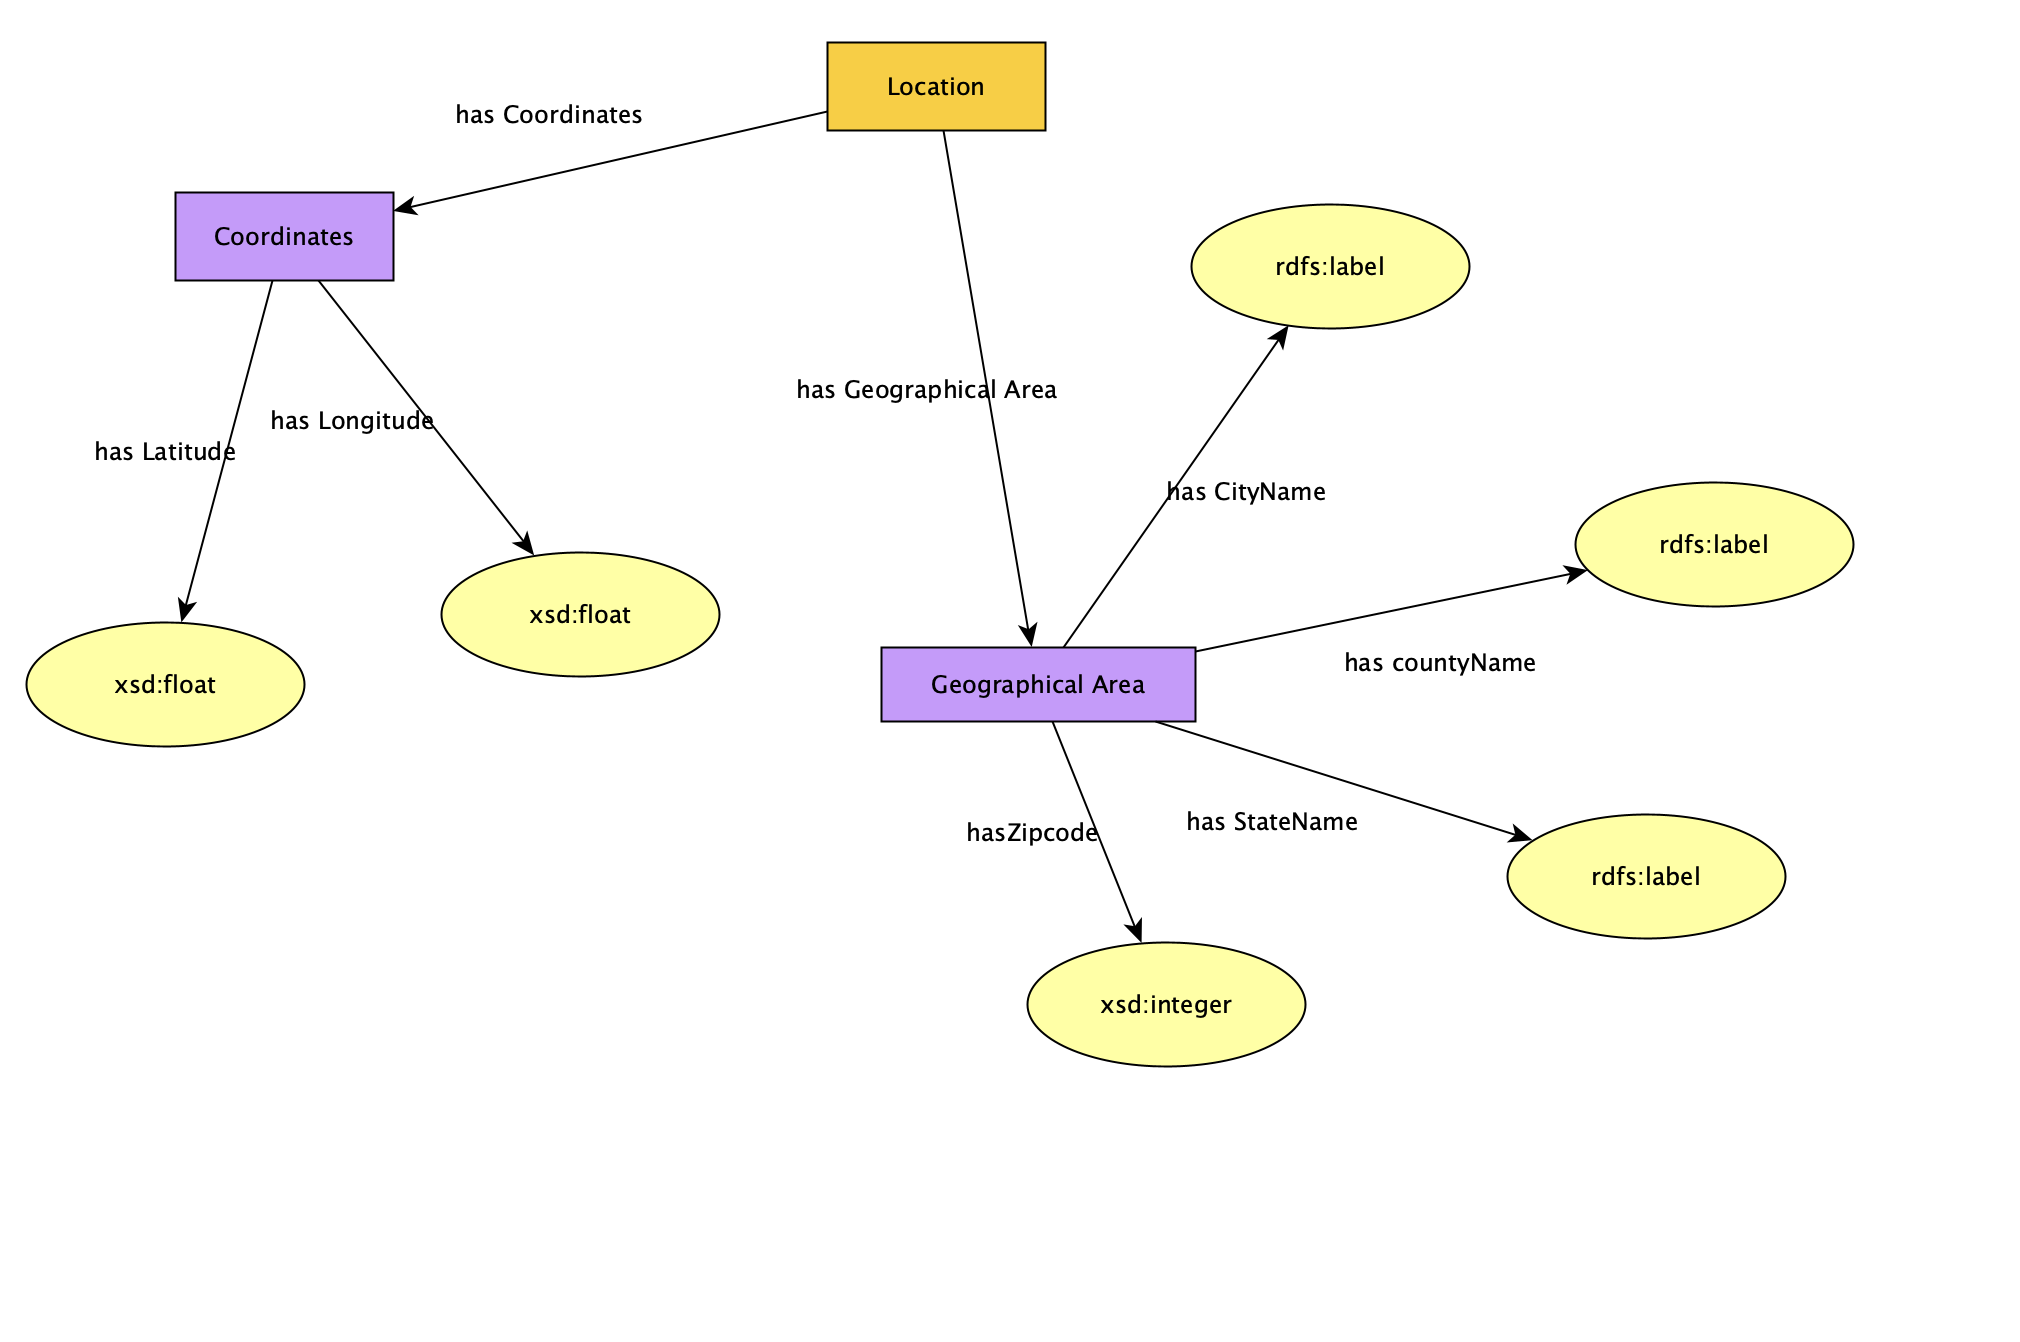 Location
has Coordinates
Coordinates
rdfs:label
has Geographical Area
has Longitude
has Latitude
has CityName
rdfs:label
xsd:float
xsd:float
has countyName
Geographical Area
has StateName
hasZipcode
rdfs:label
xsd:integer